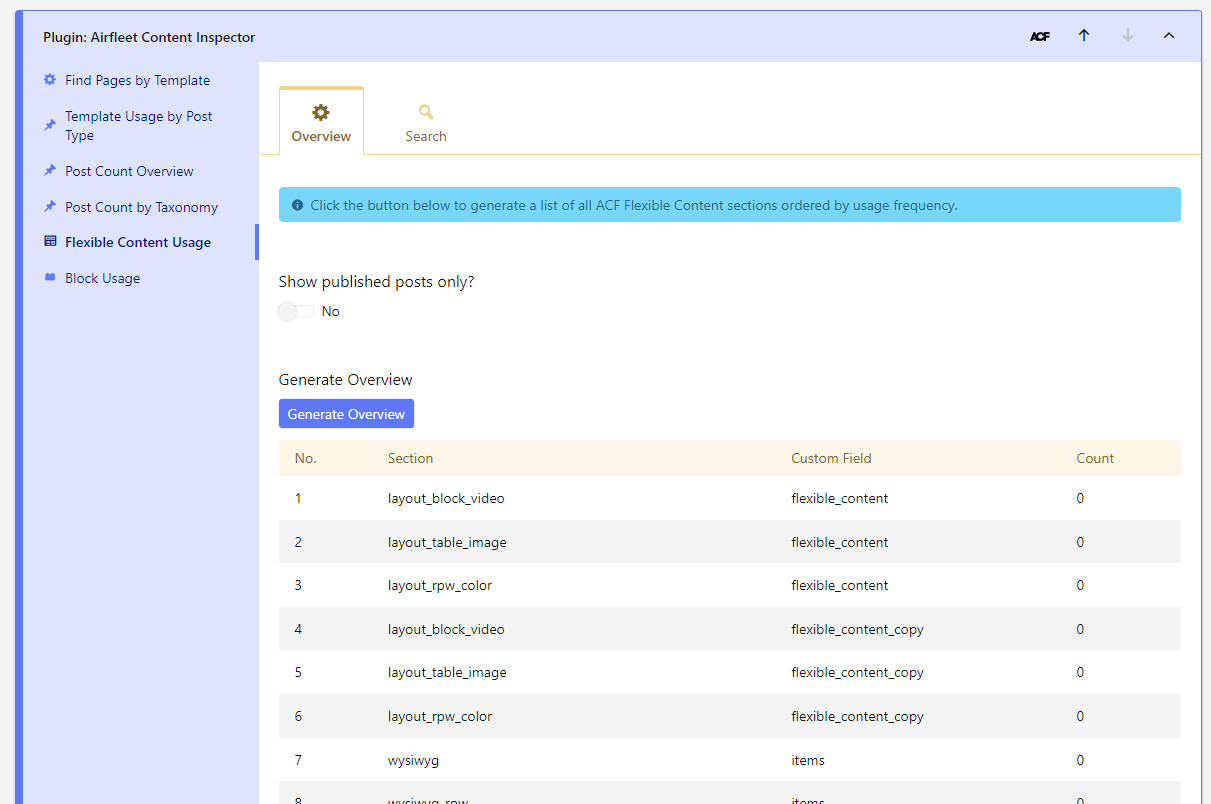 Plugin: Airfleet Content Inspector
ACF
Find Pages by Template
Template Usage by Post
Type
Post Count Overview
Post Count by Taxonomy
Flexible Content Usage
Block Usage
Overview
Search
Click the button below to generate a list of all ACF Flexible Content sections ordered by usage frequency.
Show published posts only?
No
Generate Overview
Generate Overview
No. Section Custom Field Count
1 layout_block_video flexible_content 0
2 layout_table_image flexible_content 0
3 layout_rpw_color flexible_content 0
4 layout_block_video flexible_content_copy 0
5 layout_table_image flexible_content_copy 0
6 layout_rpw_color flexible_content_copy 0
7 wysiwyg items 0
8 wysiwyg_row items 0